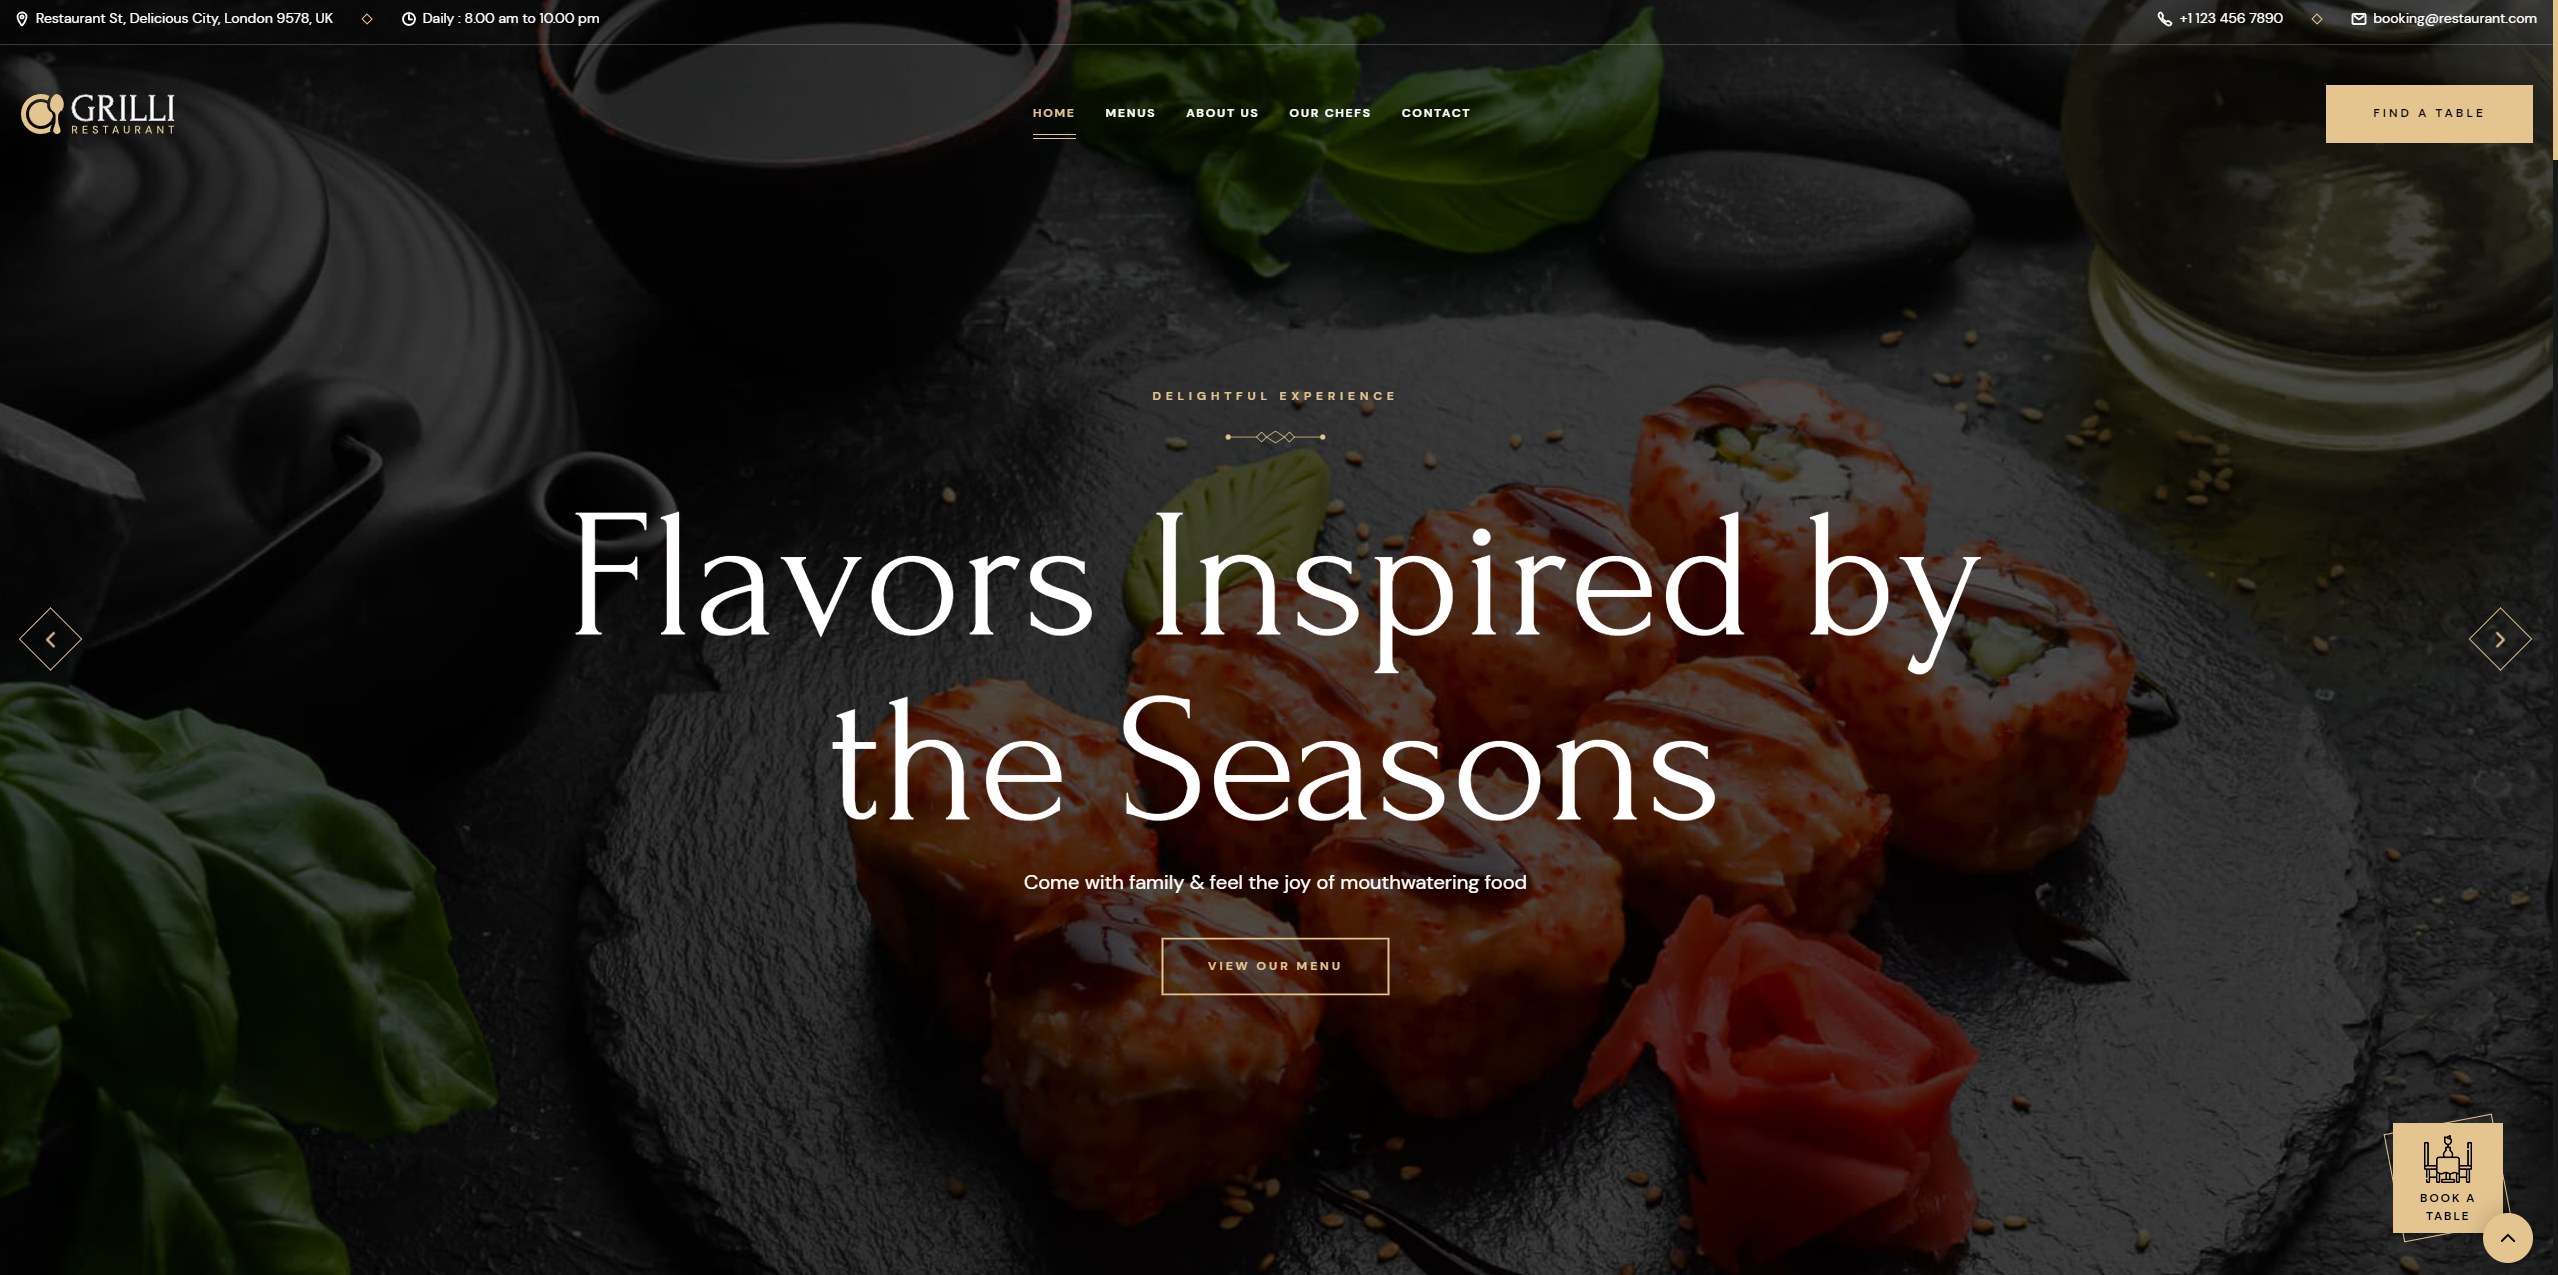 Restaurant St, Delicious City, London 9578, UK
Daily : 8.00 am to 10.00 pm
+1 123 456 7890
booking@restaurant.com
GRILLI
RESTAURANT
HOME
MENUS
ABOUT US
OUR CHEFS
CONTACT
FIND A TABLE
DELIGHTFUL EXPERIENCE
Flavors Inspired by
the Seasons
Come with family & feel the joy of mouthwatering food
VIEW OUR MENU
BOOK A
TABLE